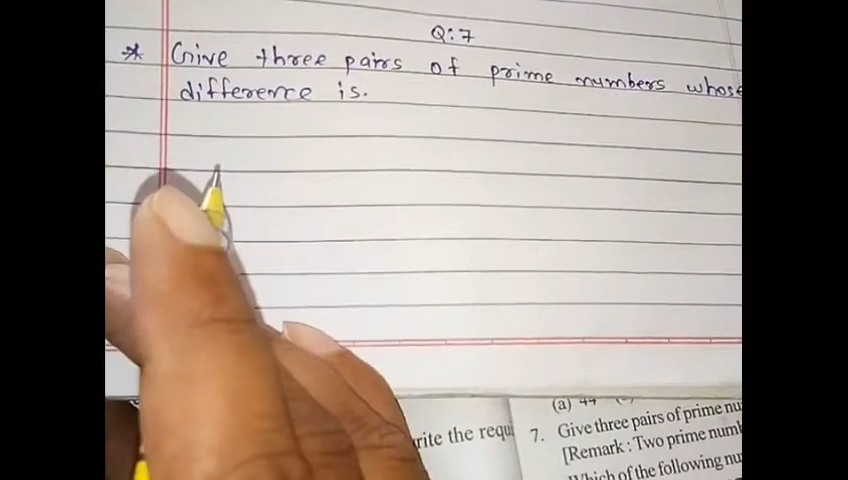 Q:7
* Give three pairs of prime numbers whose
difference is.
(a) 44
rite the requ
7. Give three pairs of prime nu
[Remark : Two prime numb
Which of the following nu